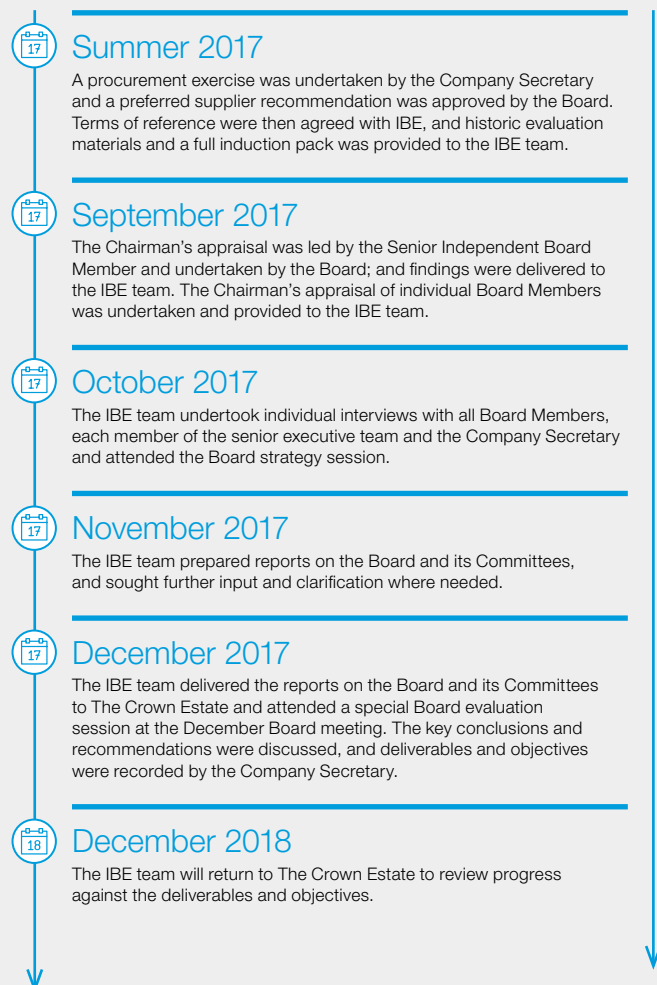 17
Summer 2017
A procurement exercise was undertaken by the Company Secretary
and a preferred supplier recommendation was approved by the Board.
Terms of reference were then agreed with IBE, and historic evaluation
materials and a full induction pack was provided to the IBE team.
17
September 2017
The Chairman’s appraisal was led by the Senior Independent Board
Member and undertaken by the Board; and findings were delivered to
the IBE team. The Chairman’s appraisal of individual Board Members
was undertaken and provided to the IBE team.
17
October 2017
The IBE team undertook individual interviews with all Board Members,
each member of the senior executive team and the Company Secretary
and attended the Board strategy session.
17
November 2017
The IBE team prepared reports on the Board and its Committees,
and sought further input and clarification where needed.
17
December 2017
The IBE team delivered the reports on the Board and its Committees
to The Crown Estate and attended a special Board evaluation
session at the December Board meeting. The key conclusions and
recommendations were discussed, and deliverables and objectives
were recorded by the Company Secretary.
18
December 2018
The IBE team will return to The Crown Estate to review progress
against the deliverables and objectives.